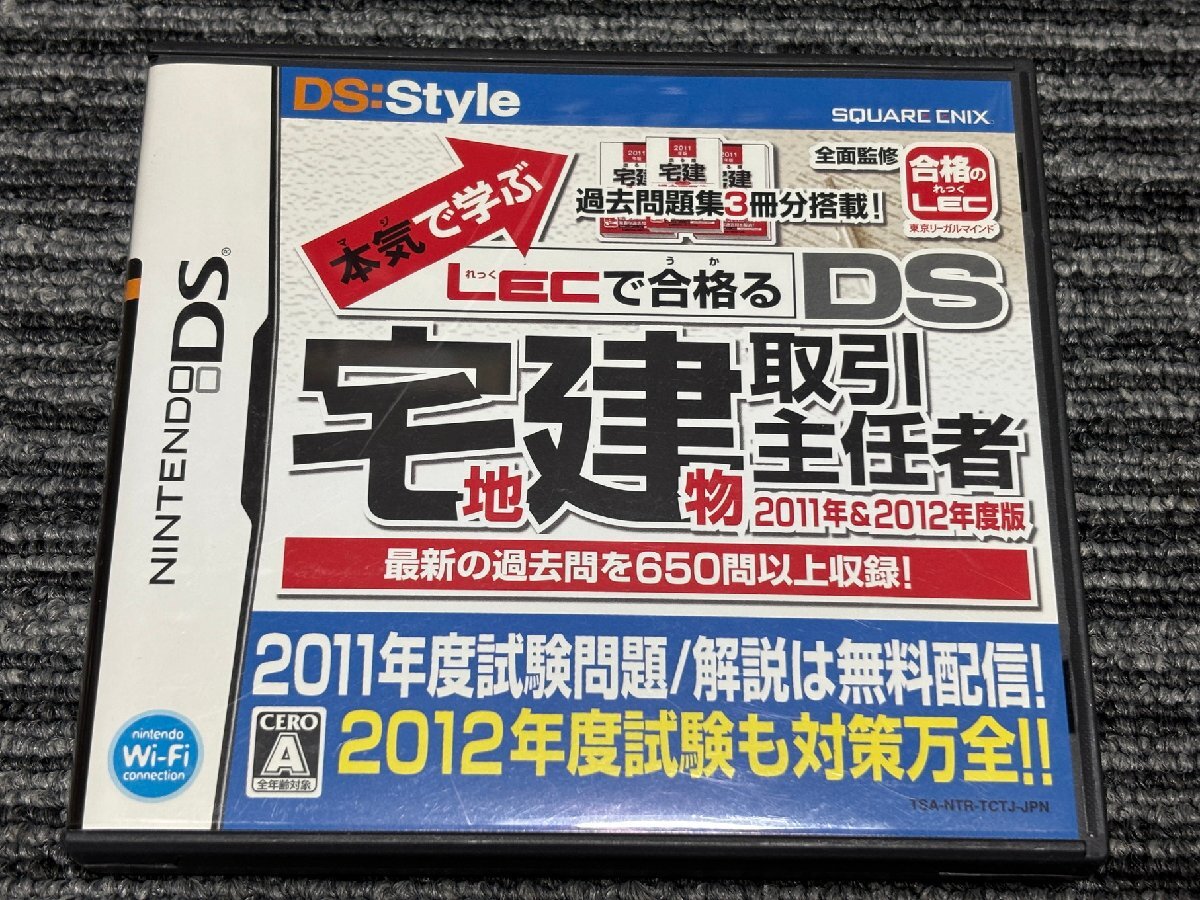 DS:Style
SQUARE ENIX
マジ
本気で学ぶ
2011
宅建
過去問題集3冊分搭載!
全面監修
合格の
れっく
LEC
東京リーガルマインド
れっく
うか
LECで合格る
DS
宅地建物
取引
主任者
2011年&2012年度版
最新の過去問を650問以上収録!
2011年度試験問題/解説は無料配信!
2012年度試験も対策万全!!
CERO
A
全年齢対象
TSA-NTR-TCTJ-JPN
NINTENDO DS®
nintendo
Wi-Fi
connection